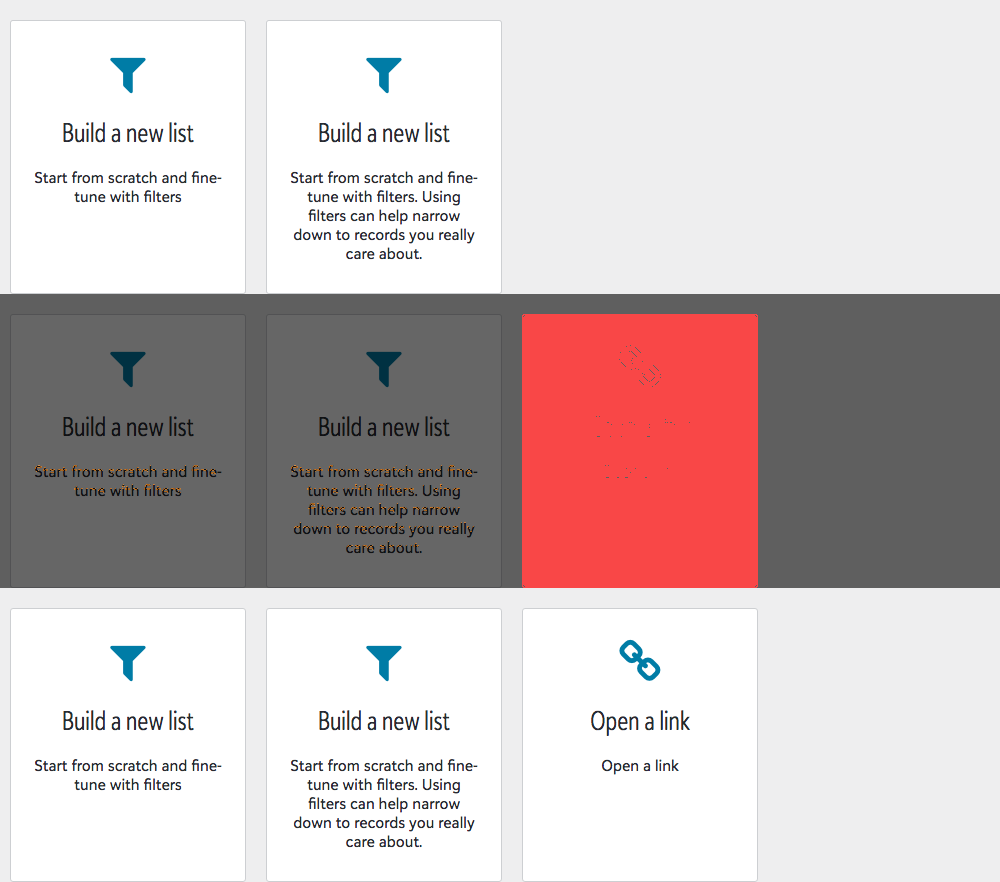 Build a new list
Start from scratch and fine-
tune with filters
Build a new list
Start from scratch and fine-
tune with filters. Using
filters can help narrow
down to records you really
care about.
Build a new list
Start from scratch and fine-
tune with filters
Build a new list
Start from scratch and fine-
tune with filters. Using
filters can help narrow
down to records you really
care about.
Build a new list
Start from scratch and fine-
tune with filters
Build a new list
Start from scratch and fine-
tune with filters. Using
filters can help narrow
down to records you really
care about.
Open a link
Open a link